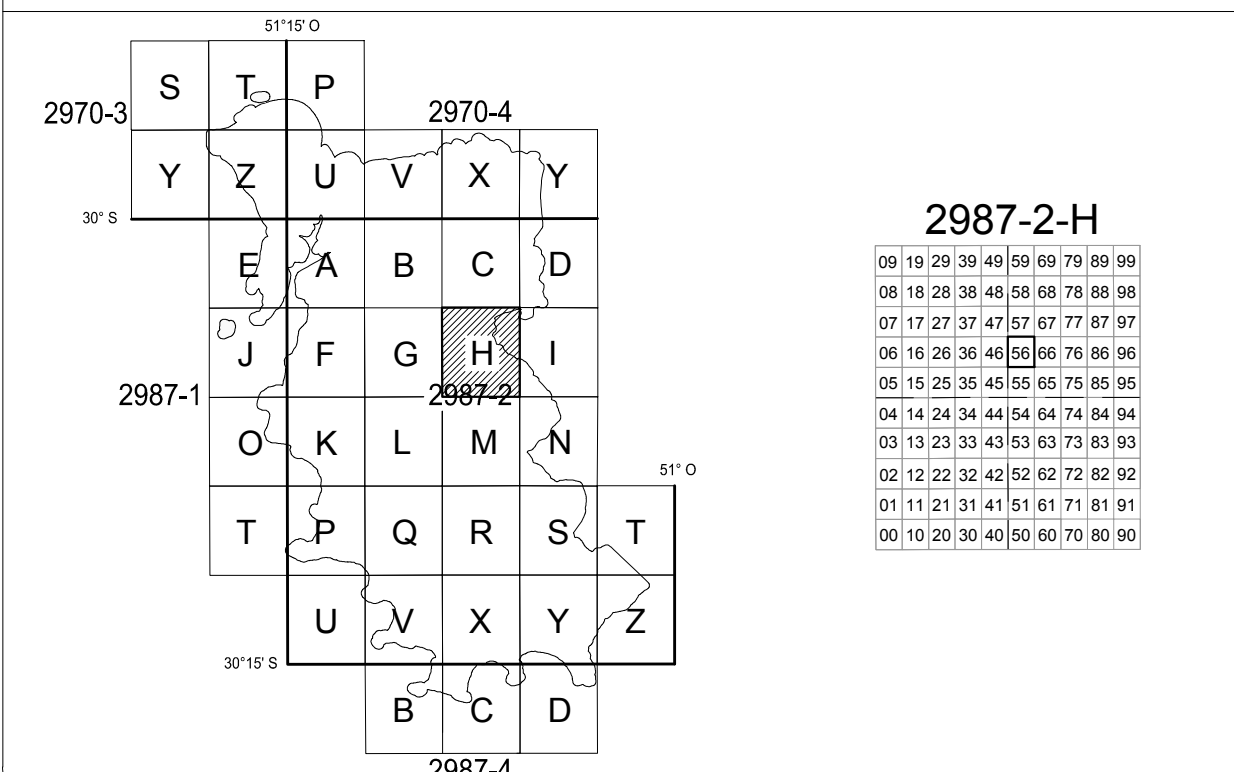 51°15' O
S T P
2970-3
2970-4
Y Z U V X Y
30° S
E A B C D
J F G H I
2987-1
2987-2
O K L M N
51° O
T P Q R S T
U V X Y Z
30°15' S
B C D
2987-4
2987-2-H
09 19 29 39 49 59 69 79 89 99
08 18 28 38 48 58 68 78 88 98
07 17 27 37 47 57 67 77 87 97
06 16 26 36 46 56 66 76 86 96
05 15 25 35 45 55 65 75 85 95
04 14 24 34 44 54 64 74 84 94
03 13 23 33 43 53 63 73 83 93
02 12 22 32 42 52 62 72 82 92
01 11 21 31 41 51 61 71 81 91
00 10 20 30 40 50 60 70 80 90